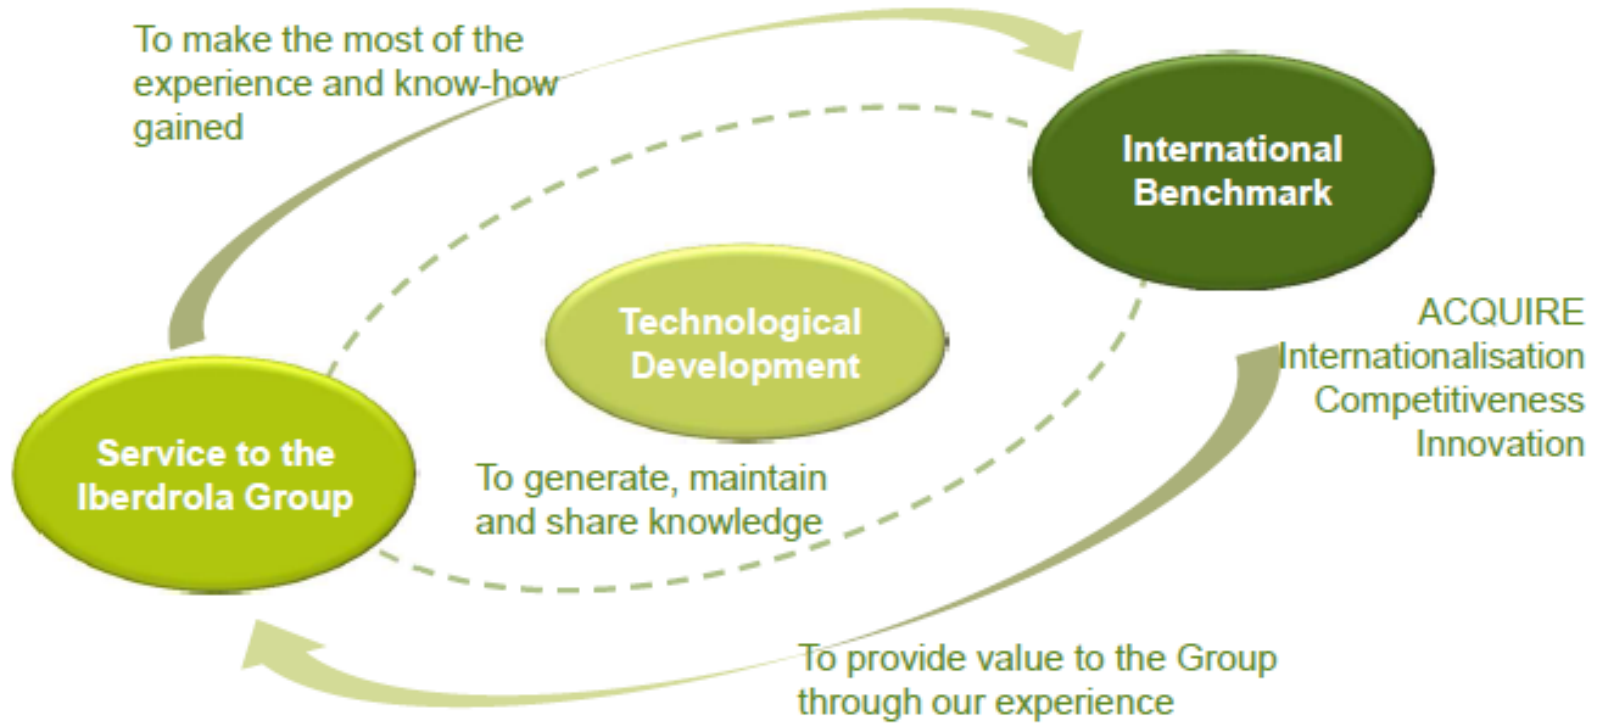 To make the most of the
experience and know-how
gained
International
Benchmark
Technological
Development
ACQUIRE
Internationalisation
Competitiveness
Innovation
Service to the
Iberdrola Group
To generate, maintain
and share knowledge
To provide value to the Group
through our experience